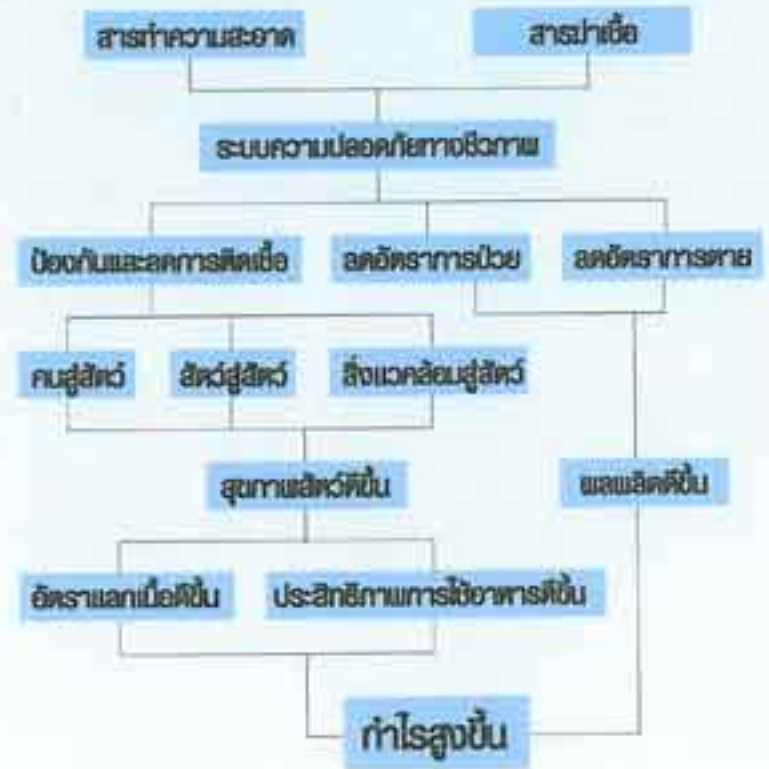 สารทำความสะอาด
สารฆ่าเชื้อ
ระบบความปลอดภัยทางชีวภาพ
ป้องกันและลดการติดเชื้อ
ลดอัตราการป่วย
ลดอัตราการตาย
คนสู่สัตว์
สัตว์สู่สัตว์
สิ่งแวดล้อมสู่สัตว์
สุขภาพสัตว์ดีขึ้น
ผลผลิตดีขึ้น
อัตราแลกเนื้อดีขึ้น
ประสิทธิภาพการใช้อาหารดีขึ้น
กำไรสูงขึ้น